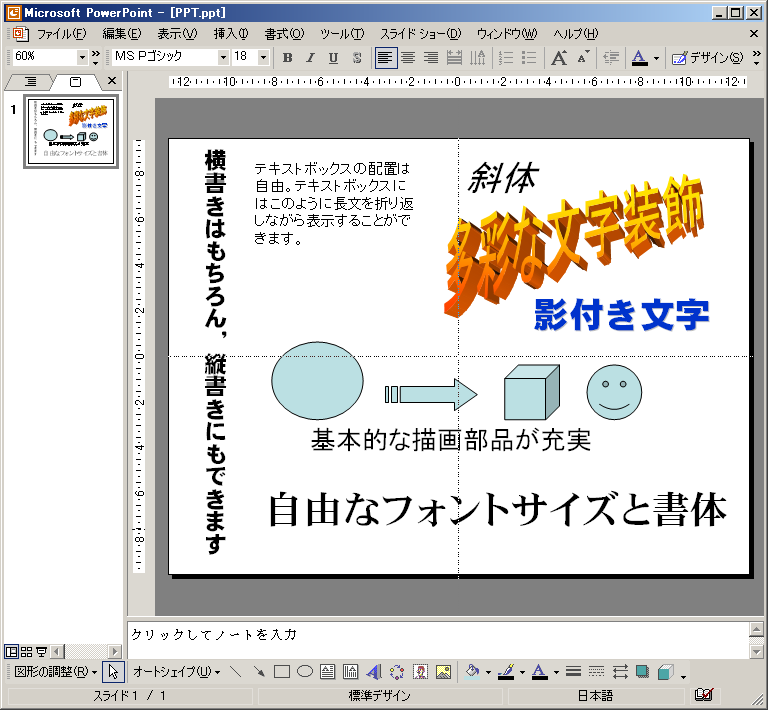 Microsoft PowerPoint - [PPT.ppt]
ファイル(F) 編集(E) 表示(V) 挿入(I) 書式(O) ツール(T) スライド ショー(D) ウィンドウ(W) ヘルプ(H)
60% MS Pゴシック 18 B I U S A A A デザイン(S)
12 10 8 6 4 2 0 2 4 6 8 10 12
1
8 6 4 2 0 2 4 6 8
横書きはもちろん，縦書きにもできます
テキストボックスの配置は
自由。テキストボックスに
はこのように長文を折り返
しながら表示することがで
きます。
斜体
多彩な文字装飾
影付き文字
基本的な描画部品が充実
自由なフォントサイズと書体
クリックしてノートを入力
図形の調整(R) オートシェイプ(U)
スライド 1 / 1 標準デザイン 日本語